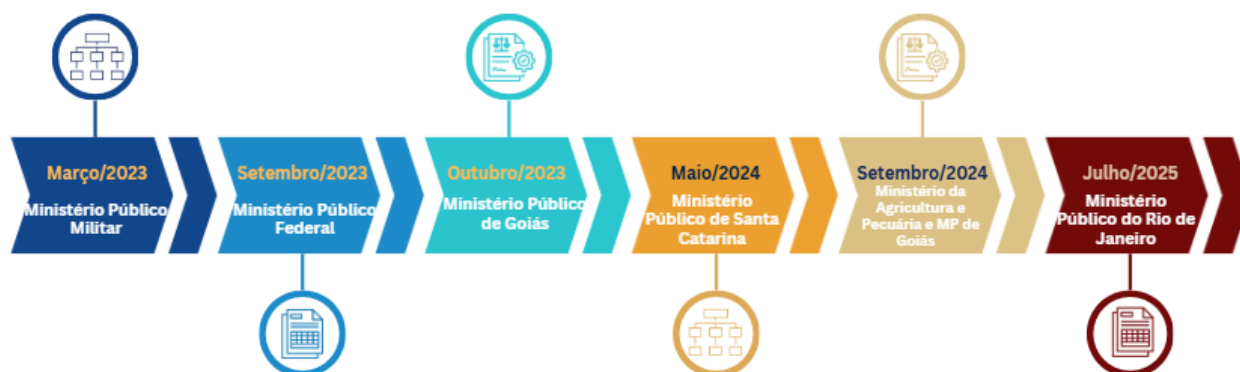 Março/2023
Ministério Público
Militar
Setembro/2023
Ministério Público
Federal
Outubro/2023
Ministério Público
de Goiás
Maio/2024
Ministério
Público de Santa
Catarina
Setembro/2024
Ministério da
Agricultura e
Pecuária e MP de
Goiás
Julho/2025
Ministério
Público do Rio de
Janeiro